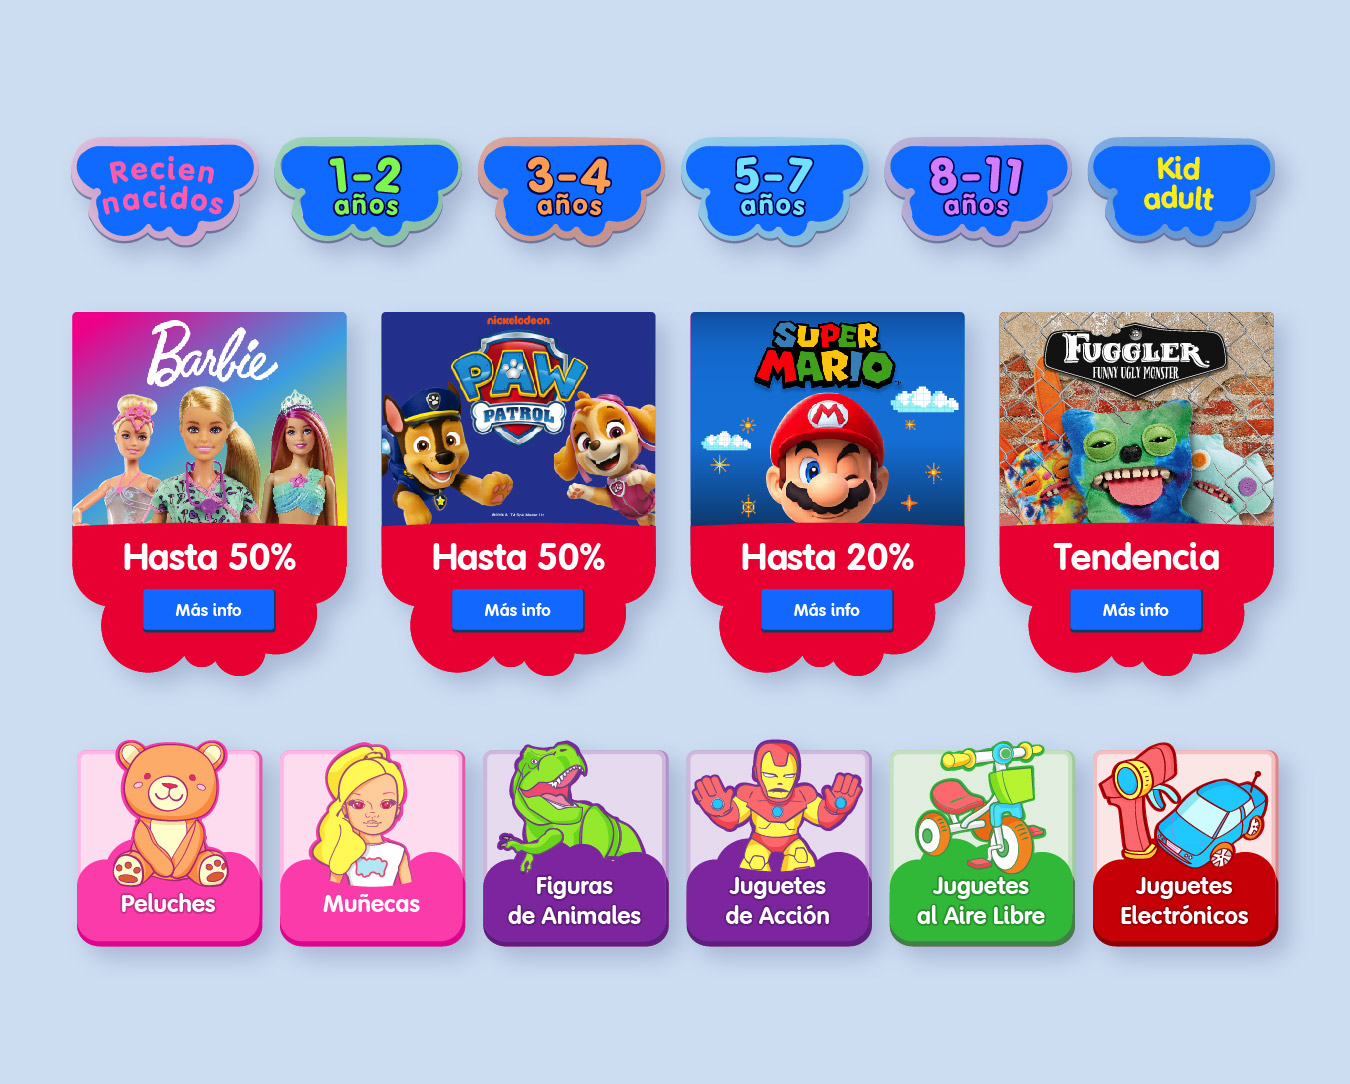 Recien
nacidos
1-2
años
3-4
años
5-7
años
8-11
años
Kid
adult
Barbie
Hasta 50%
Más info
nickelodeon
PAW
PATROL
Hasta 50%
Más info
SUPER
MARIO
Hasta 20%
Más info
FUGGLER
FUNNY UGLY MONSTER
Tendencia
Más info
Peluches
Muñecas
Figuras
de Animales
Juguetes
de Acción
Juguetes
al Aire Libre
Juguetes
Electrónicos